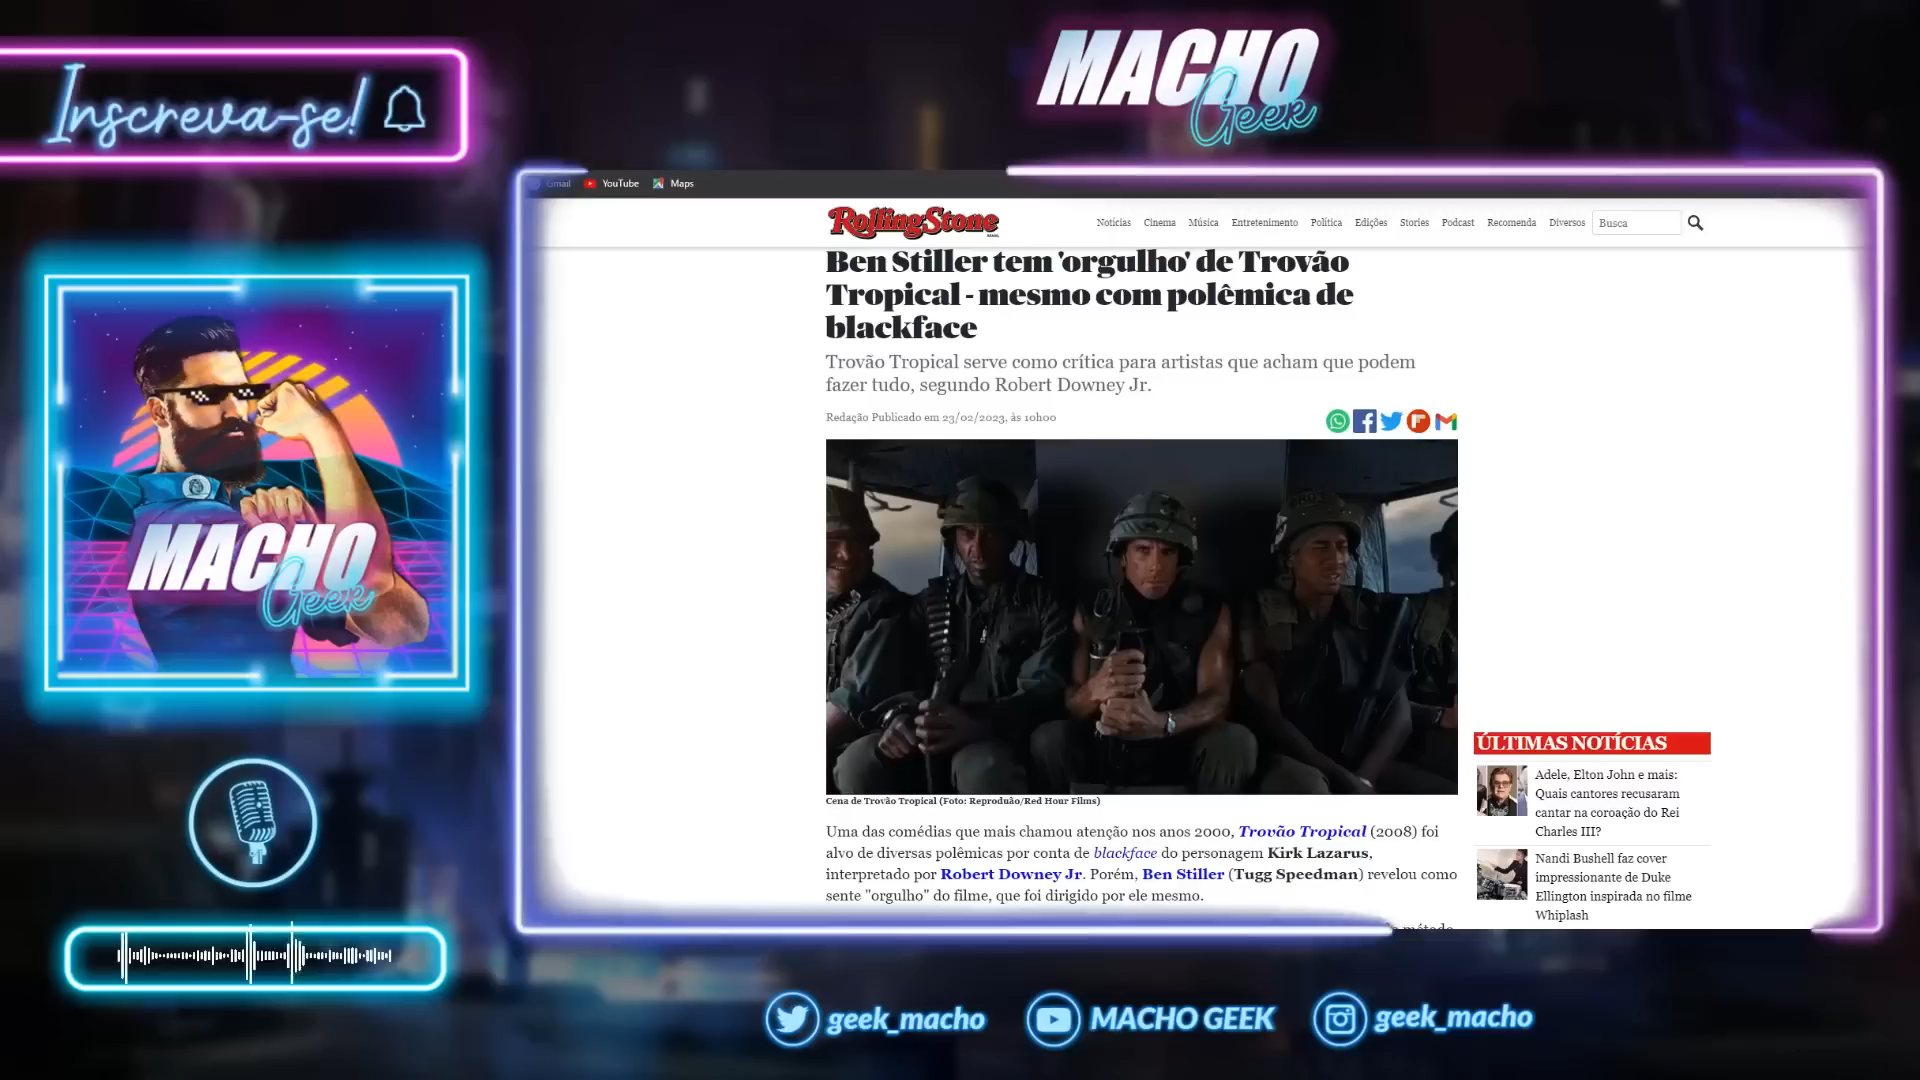 Inscreva-se!
MACHO
Geek
Gmail YouTube Maps
RollingStone
BRASIL
Notícias Cinema Música Entretenimento Política Edições Stories Podcast Recomenda Diversos Busca
Ben Stiller tem 'orgulho' de Trovão
Tropical - mesmo com polêmica de
blackface
Trovão Tropical serve como crítica para artistas que acham que podem
fazer tudo, segundo Robert Downey Jr.
Redação Publicado em 23/02/2023, às 10h00
Cena de Trovão Tropical (Foto: Reproduão/Red Hour Films)
Uma das comédias que mais chamou atenção nos anos 2000, Trovão Tropical (2008) foi
alvo de diversas polêmicas por conta de blackface do personagem Kirk Lazarus,
interpretado por Robert Downey Jr. Porém, Ben Stiller (Tugg Speedman) revelou como
sente "orgulho" do filme, que foi dirigido por ele mesmo.
ÚLTIMAS NOTÍCIAS
Adele, Elton John e mais:
Quais cantores recusaram
cantar na coroação do Rei
Charles III?
Nandi Bushell faz cover
impressionante de Duke
Ellington inspirada no filme
Whiplash
MACHO
Geek
geek_macho
MACHO GEEK
geek_macho